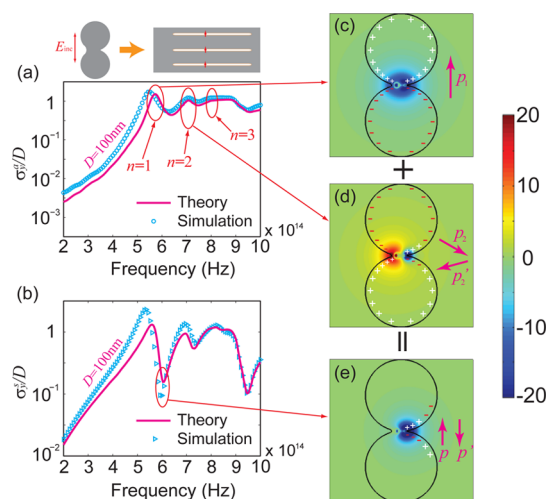 E_inc
(a)
σ_y^a/D
1
10^-1
10^-2
10^-3
D=100nm
n=1
n=2
n=3
Theory
Simulation
2 3 4 5 6 7 8 9 10
× 10^14
Frequency (Hz)
(b)
σ_y^s/D
1
10^-1
10^-2
D=100nm
Theory
Simulation
2 3 4 5 6 7 8 9 10
× 10^14
Frequency (Hz)
(c)
p_1
+
(d)
p_2
p_2'
=
(e)
p p'
20
10
0
-10
-20